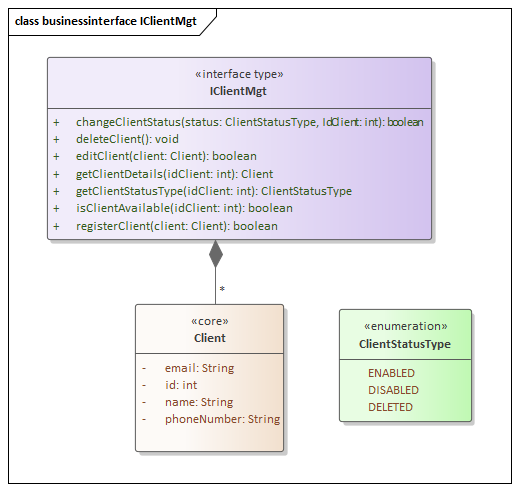 class businessinterface IClientMgt
«interface type»
IClientMgt
+ changeClientStatus(status: ClientStatusType, IdClient: int): boolean
+ deleteClient(): void
+ editClient(client: Client): boolean
+ getClientDetails(idClient: int): Client
+ getClientStatusType(idClient: int): ClientStatusType
+ isClientAvailable(idClient: int): boolean
+ registerClient(client: Client): boolean
*
«core»
Client
- email: String
- id: int
- name: String
- phoneNumber: String
«enumeration»
ClientStatusType
ENABLED
DISABLED
DELETED